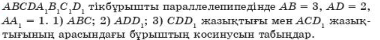 ABCDA₁B₁C₁D₁ тікбұрышты параллелепипедінде AB = 3, AD = 2,
AA₁ = 1. 1) ABC; 2) ADD₁; 3) CDD₁ жазықтығы мен ACD₁ жазық-
тығының арасындағы бұрыштың косинусын табыңдар.